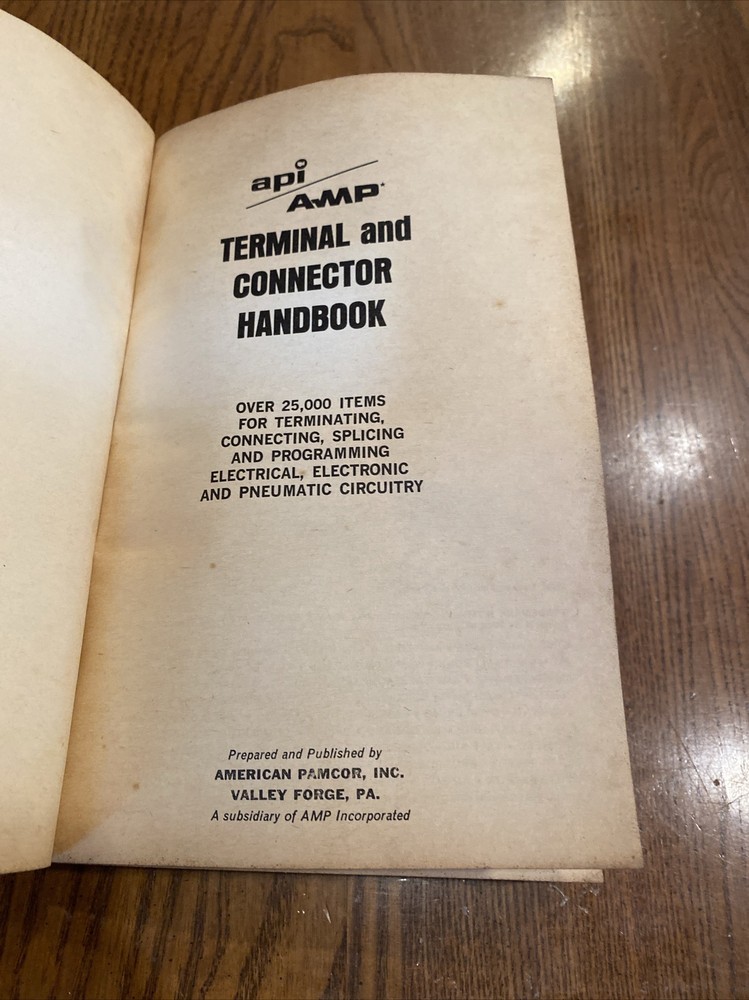 api
AMP*
TERMINAL and
CONNECTOR
HANDBOOK
OVER 25,000 ITEMS
FOR TERMINATING,
CONNECTING, SPLICING
AND PROGRAMMING
ELECTRICAL, ELECTRONIC
AND PNEUMATIC CIRCUITRY
Prepared and Published by
AMERICAN PAMCOR, INC.
VALLEY FORGE, PA.
A subsidiary of AMP Incorporated